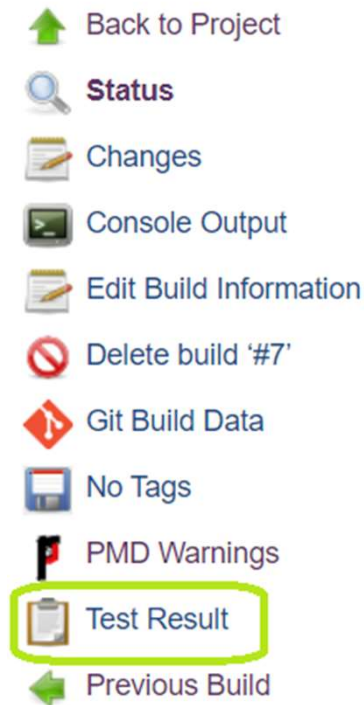 Back to Project
Status
Changes
Console Output
Edit Build Information
Delete build ‘#7’
Git Build Data
No Tags
PMD Warnings
Test Result
Previous Build